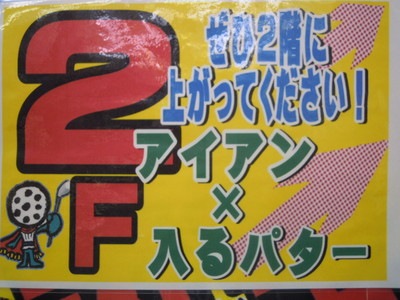 2F
ぜひ2階に
上がってください!
アイアン
×
入るパター